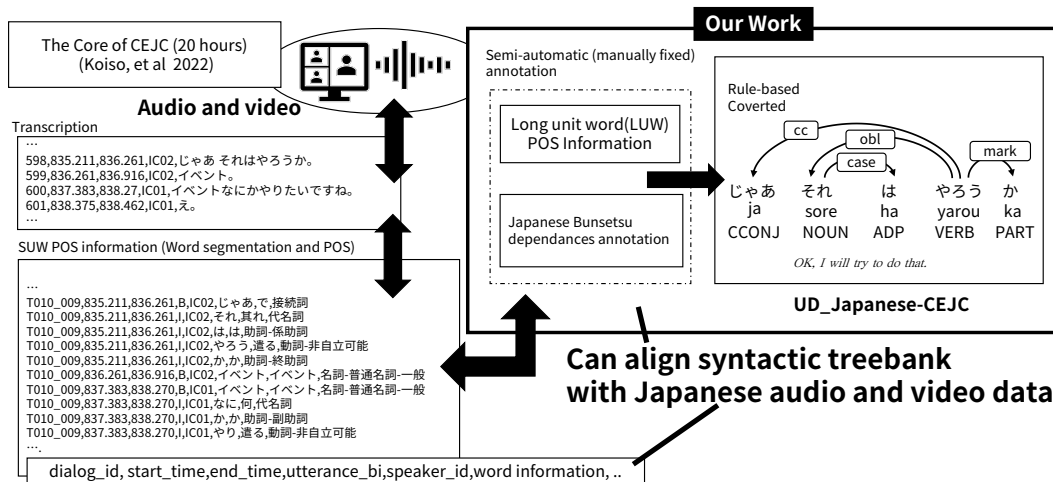 The Core of CEJC (20 hours)
(Koiso, et al 2022)
Audio and video
Transcription
…
598,835.211,836.261,IC02,じゃあ それはやろうか。
599,836.261,836.916,IC02,イベント。
600,837.383,838.27,IC01,イベントなにかやりたいですね。
601,838.375,838.462,IC01,え。
…
SUW POS information (Word segmentation and POS)
…
T010_009,835.211,836.261,B,IC02,じゃあ,で,接続詞
T010_009,835.211,836.261,I,IC02,それ,其れ,代名詞
T010_009,835.211,836.261,I,IC02,は,は,助詞-係助詞
T010_009,835.211,836.261,I,IC02,やろう,遣る,動詞-非自立可能
T010_009,835.211,836.261,I,IC02,か,か,助詞-終助詞
T010_009,836.261,836.916,B,IC02,イベント,イベント,名詞-普通名詞-一般
T010_009,837.383,838.270,B,IC01,イベント,イベント,名詞-普通名詞-一般
T010_009,837.383,838.270,I,IC01,なに,何,代名詞
T010_009,837.383,838.270,I,IC01,か,か,助詞-副助詞
T010_009,837.383,838.270,I,IC01,やり,遣る,動詞-非自立可能
….
dialog_id, start_time,end_time,utterance_bi,speaker_id,word information, ..
Our Work
Semi-automatic (manually fixed)
annotation
Long unit word(LUW)
POS Information
Japanese Bunsetsu
dependances annotation
Rule-based
Coverted
cc
obl
case
mark
じゃあ それ は やろう か
ja sore ha yarou ka
CCONJ NOUN ADP VERB PART
OK, I will try to do that.
UD_Japanese-CEJC
Can align syntactic treebank
with Japanese audio and video data